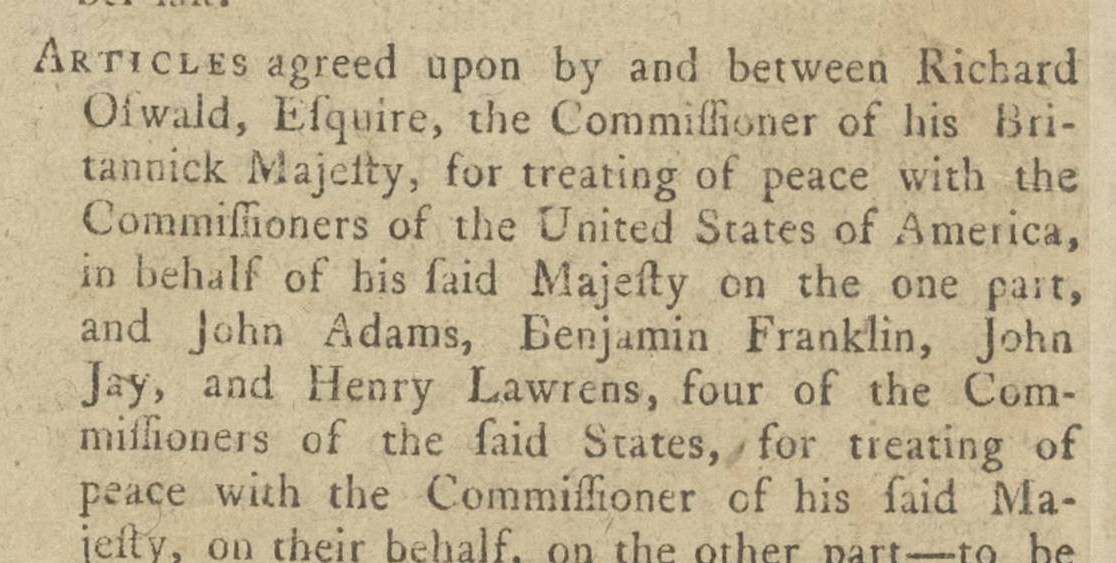 ARTICLES agreed upon by and between Richard
Oſwald, Eſquire, the Commiſſioner of his Bri-
tannick Majeſty, for treating of peace with the
Commiſſioners of the United States of America,
in behalf of his ſaid Majeſty on the one part,
and John Adams, Benjamin Franklin, John
Jay, and Henry Lawrens, four of the Com-
miſſioners of the ſaid States, for treating of
peace with the Commiſſioner of his ſaid Ma-
jeſty, on their behalf, on the other part—to be